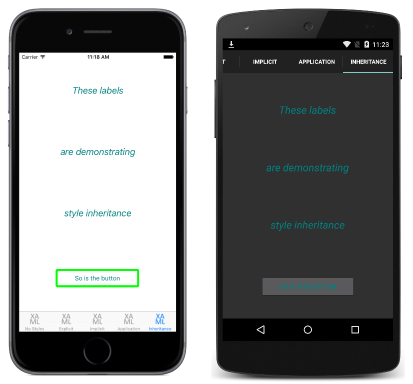 Carrier 11:18 AM
These labels
are demonstrating
style inheritance
So is the button
XA ML XA ML XA ML XA ML XA ML
No Styles Explicit Implicit Application Inheritance
11:23
T IMPLICIT APPLICATION INHERITANCE
These labels
are demonstrating
style inheritance